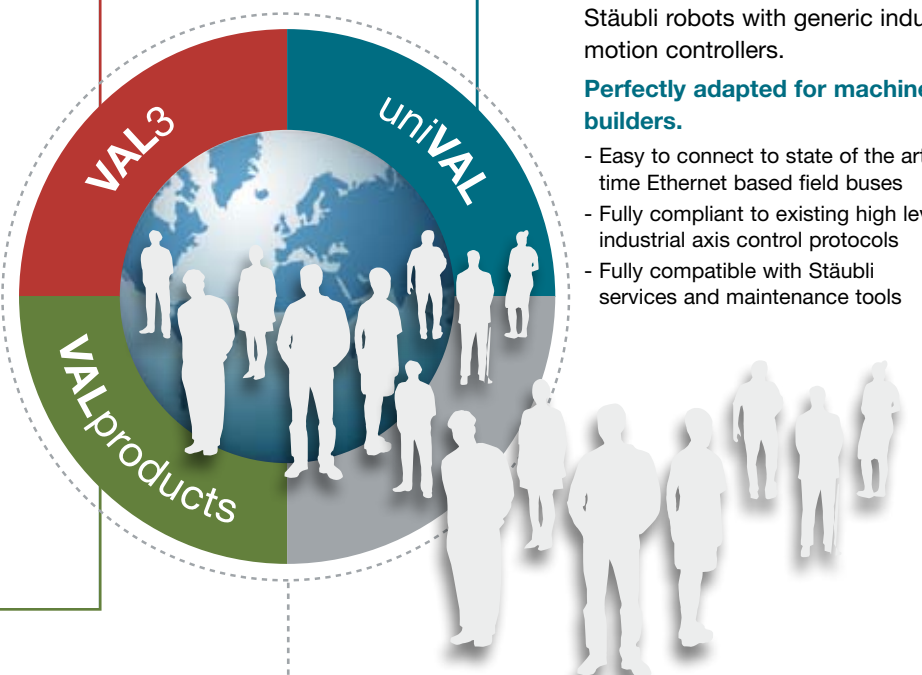 VAL3
uniVAL
VALproducts
Stäubli robots with generic indu
motion controllers.
Perfectly adapted for machine
builders.
- Easy to connect to state of the art
time Ethernet based field buses
- Fully compliant to existing high lev
industrial axis control protocols
- Fully compatible with Stäubli
services and maintenance tools